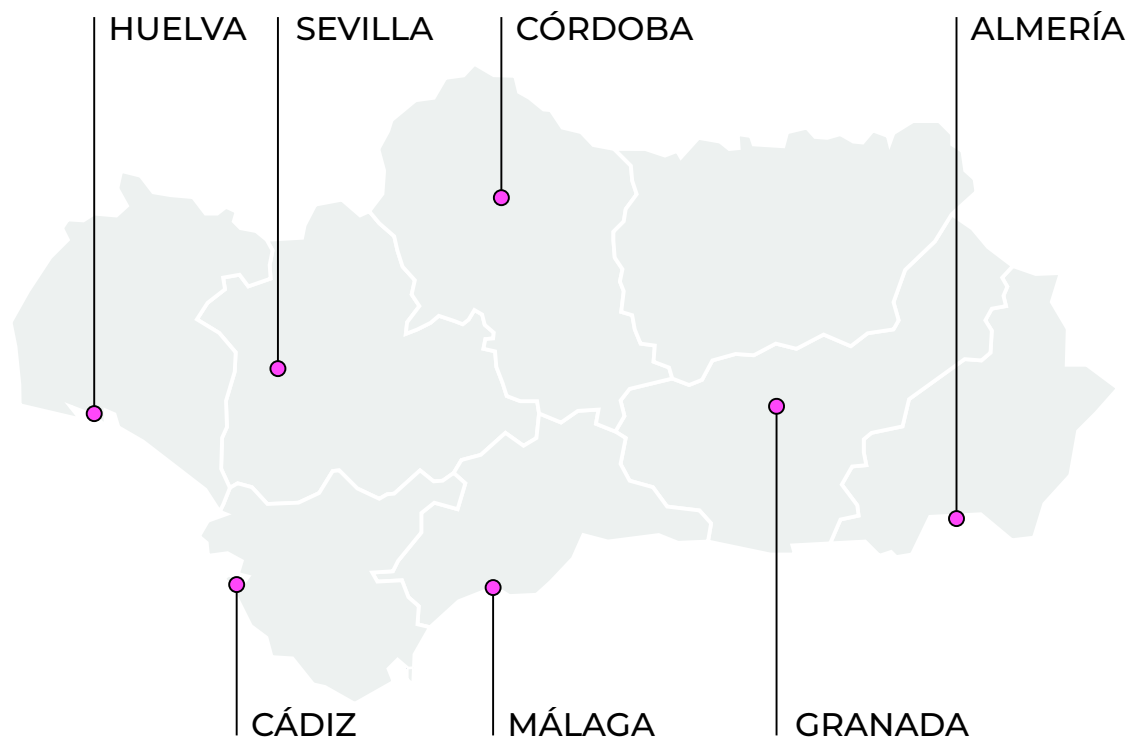 HUELVA
SEVILLA
CÓRDOBA
ALMERÍA
CÁDIZ
MÁLAGA
GRANADA